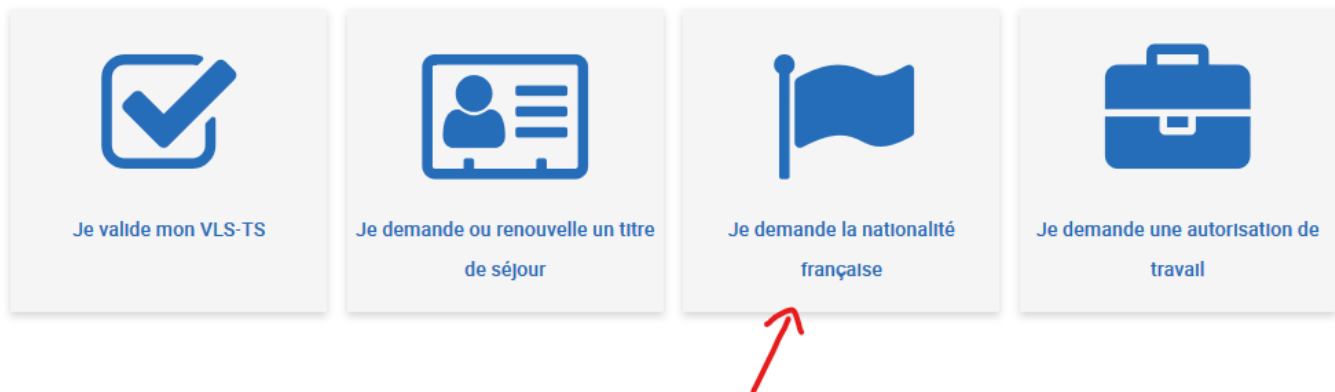 Je valide mon VLS-TS
Je demande ou renouvelle un titre
de séjour
Je demande la nationalité
française
Je demande une autorisation de
travail